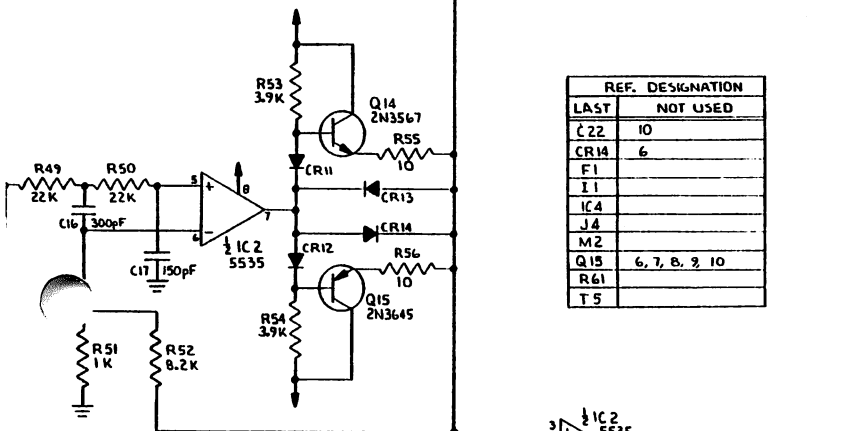 R53
3.9K
Q14
2N3567
R55
10
CR11
R49
22K
R50
22K
5
+
8
7
CR13
C16
300pF
6
−
½ IC2
5535
CR14
CR12
R56
10
C17
150pF
Q15
2N3645
R54
3.9K
R51
1K
R52
8.2K
REF. DESIGNATION
LAST NOT USED
C22 10
CR14 6
F1
I1
IC4
J4
M2
Q15 6, 7, 8, 9, 10
R61
T5
3
+
½ IC2
5535